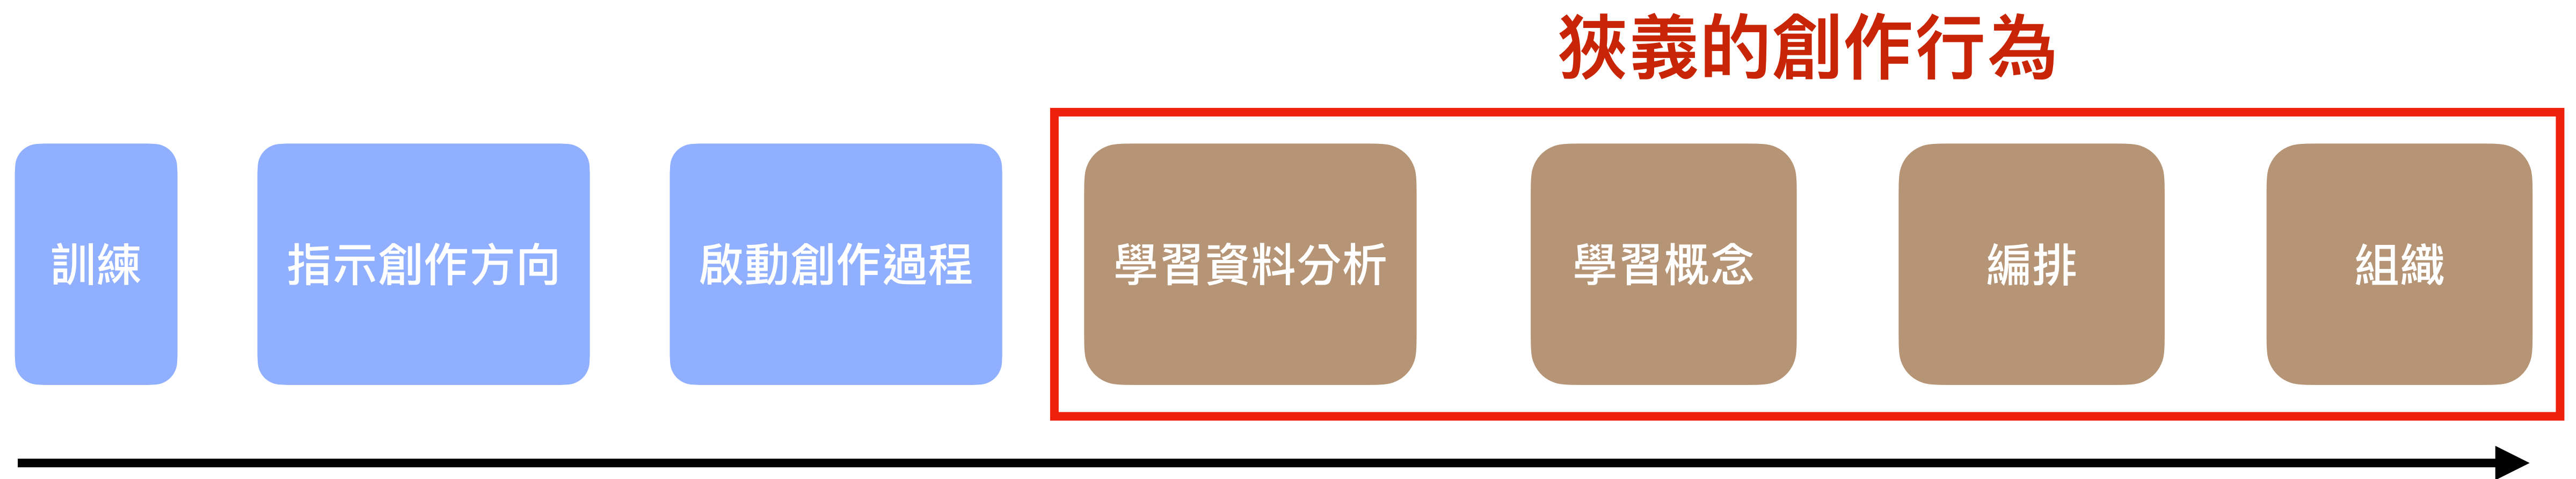 狹義的創作行為
訓練
指示創作方向
啟動創作過程
學習資料分析
學習概念
編排
組織